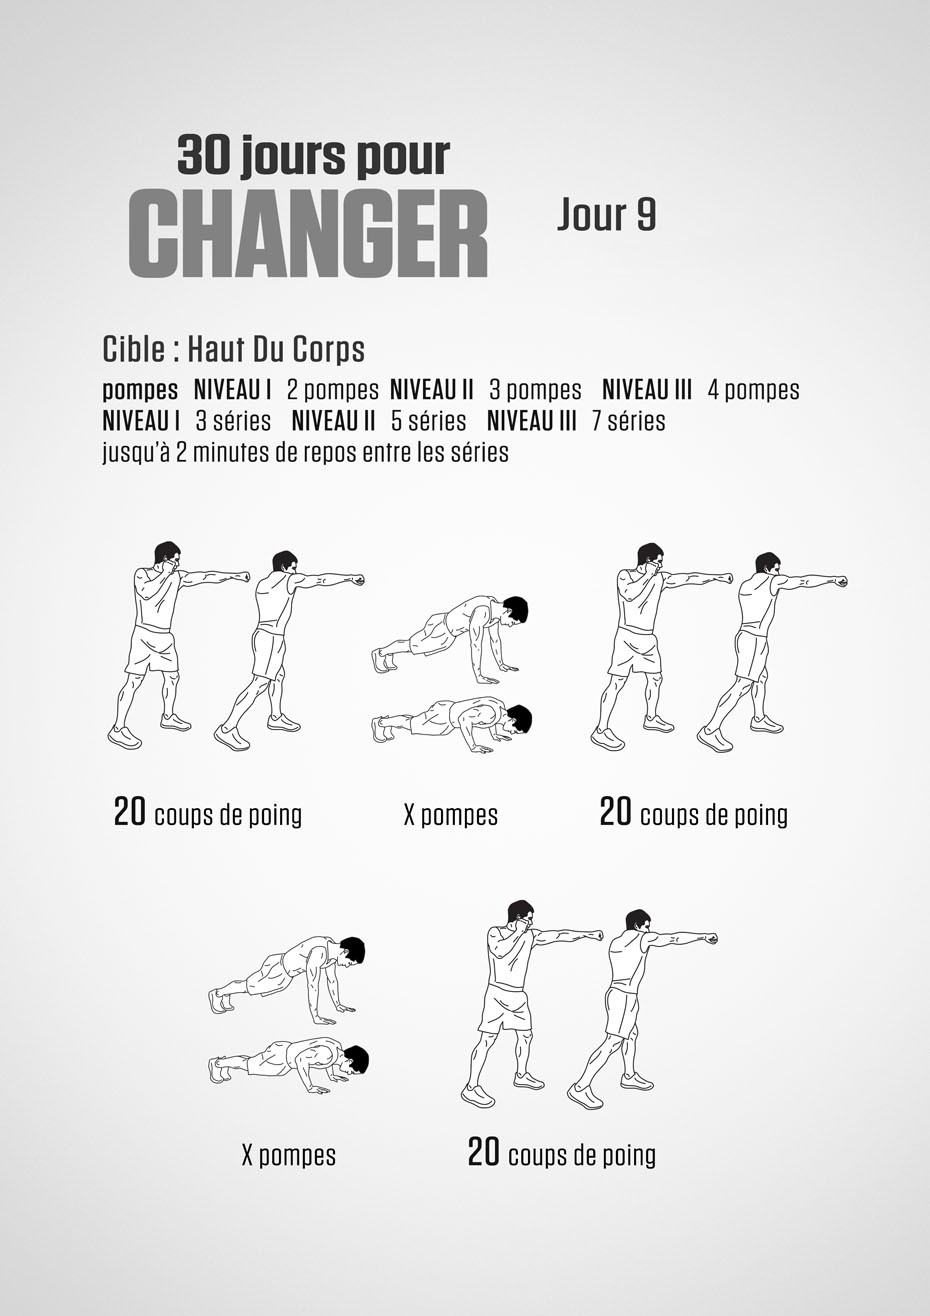 30 jours pour
CHANGER
Jour 9
Cible : Haut Du Corps
pompes NIVEAU I 2 pompes NIVEAU II 3 pompes NIVEAU III 4 pompes
NIVEAU I 3 séries NIVEAU II 5 séries NIVEAU III 7 séries
jusqu'à 2 minutes de repos entre les séries
20 coups de poing
X pompes
20 coups de poing
X pompes
20 coups de poing